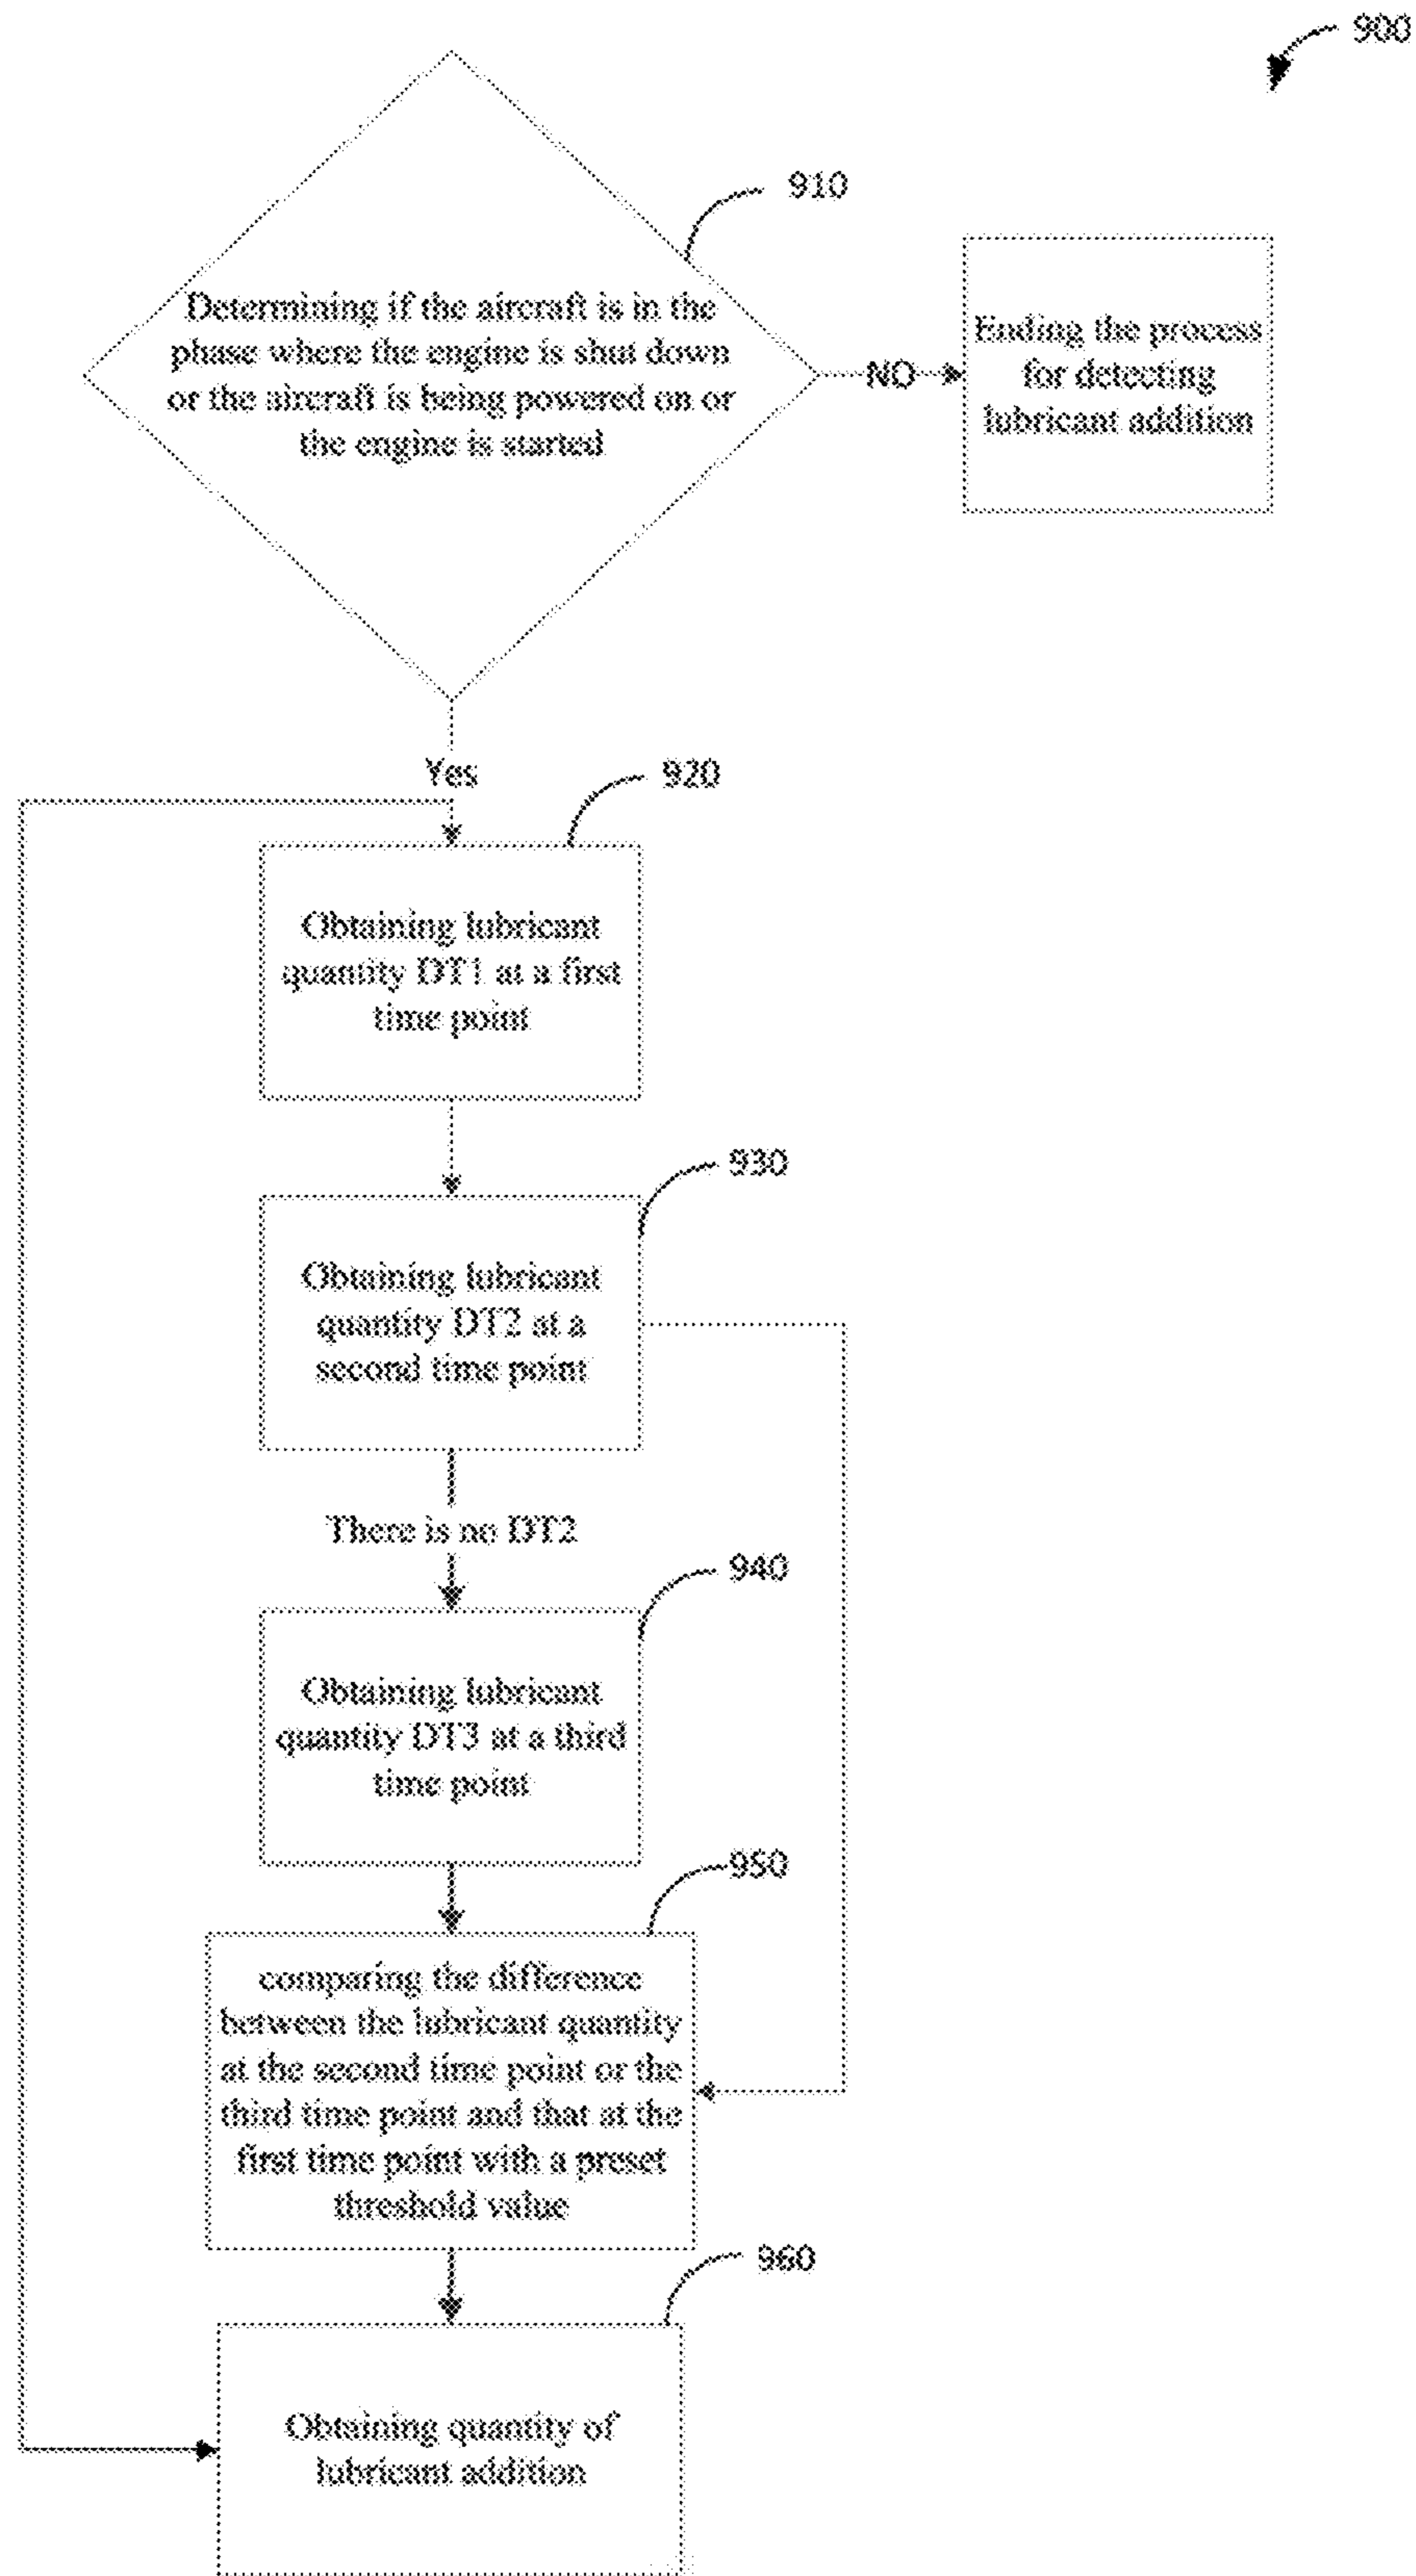 900
910
Determining if the aircraft is in the
phase where the engine is shut down
or the aircraft is being powered on or
the engine is started
NO
Ending the process
for detecting
lubricant addition
Yes
920
Obtaining lubricant
quantity DT1 at a first
time point
930
Obtaining lubricant
quantity DT2 at a
second time point
There is no DT2
940
Obtaining lubricant
quantity DT3 at a third
time point
950
comparing the difference
between the lubricant quantity
at the second time point or the
third time point and that at the
first time point with a preset
threshold value
960
Obtaining quantity of
lubricant addition